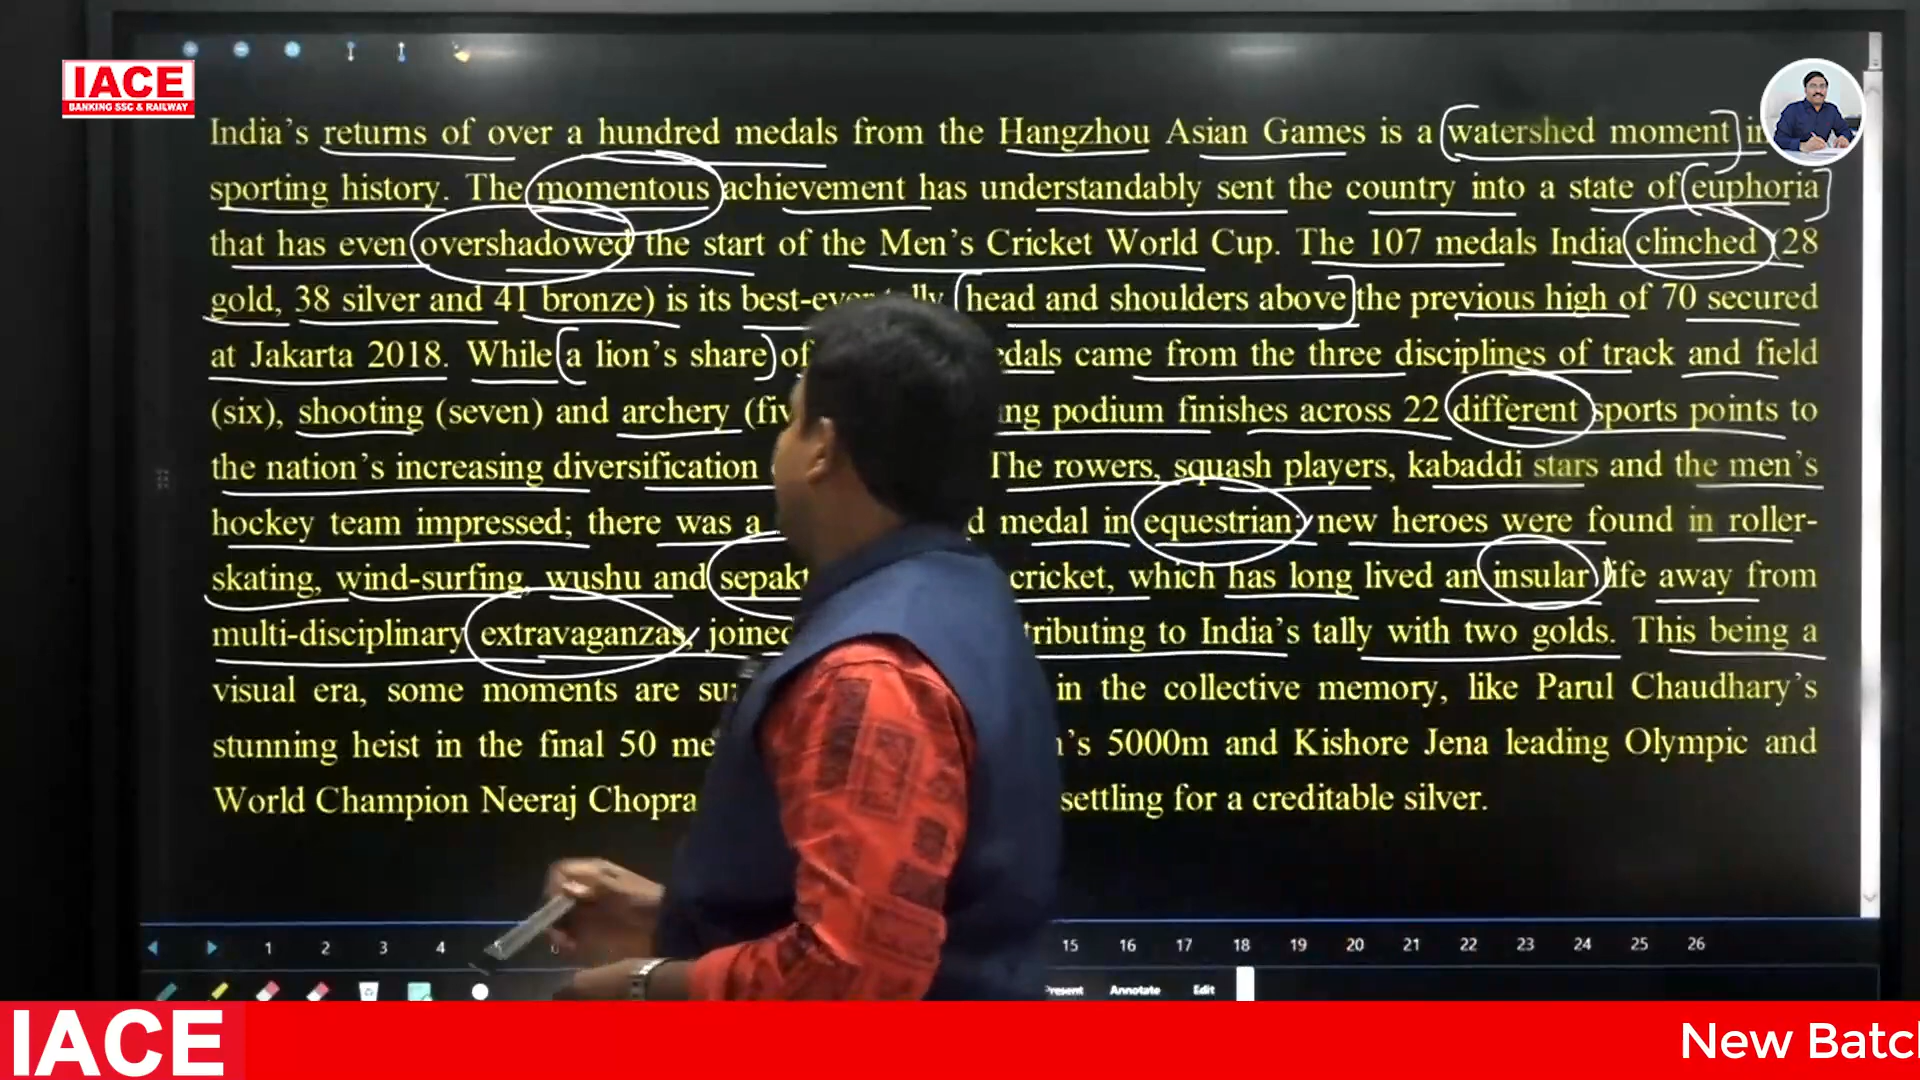 IACE
BANKING SSC & RAILWAY
India's returns of over a hundred medals from the Hangzhou Asian Games is a watershed moment
sporting history. The momentous achievement has understandably sent the country into a state of euphoria
that has even overshadowed the start of the Men's Cricket World Cup. The 107 medals India clinched (28
gold, 38 silver and 41 bronze) is its best-ever head and shoulders above the previous high of 70 secured
at Jakarta 2018. While a lion's share of came from the three disciplines of track and field
(six), shooting (seven) and archery podium finishes across 22 different sports points to
the nation's increasing diversification The rowers, squash players, kabaddi stars and the men's
hockey team impressed; there was a medal in equestrian; new heroes were found in roller-
skating, wind-surfing, wushu and cricket, which has long lived an insular life away from
multi-disciplinary extravaganzas, joined to India's tally with two golds. This being a
visual era, some moments are in the collective memory, like Parul Chaudhary's
stunning heist in the final 50 5000m and Kishore Jena leading Olympic and
World Champion Neeraj Chopra settling for a creditable silver.
1 2 3 4 15 16 17 18 19 20 21 22 23 24 25 26
Present Annotate Edit
IACE New Batch